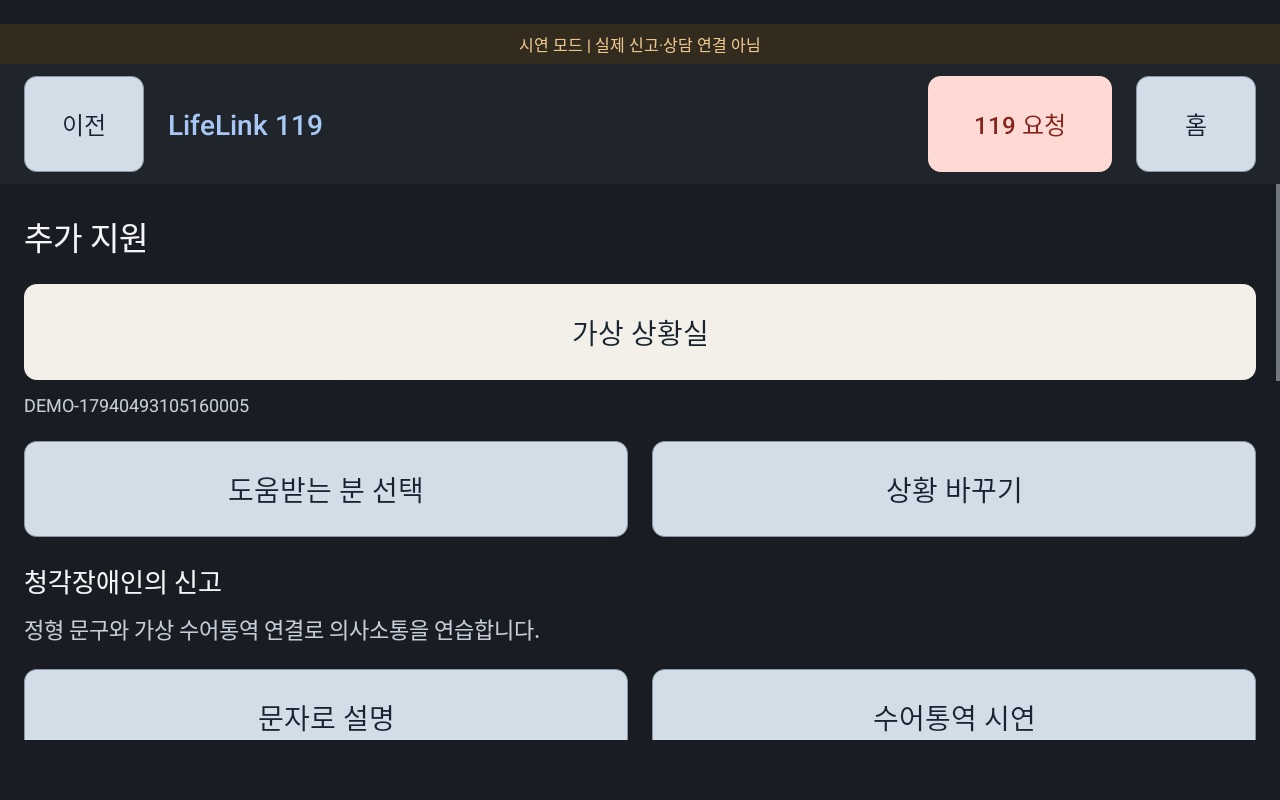 시연 모드 | 실제 신고·상담 연결 아님
이전
LifeLink 119
119 요청
홈
추가 지원
가상 상황실
DEMO-17940493105160005
도움받는 분 선택
상황 바꾸기
청각장애인의 신고
정형 문구와 가상 수어통역 연결로 의사소통을 연습합니다.
문자로 설명
수어통역 시연